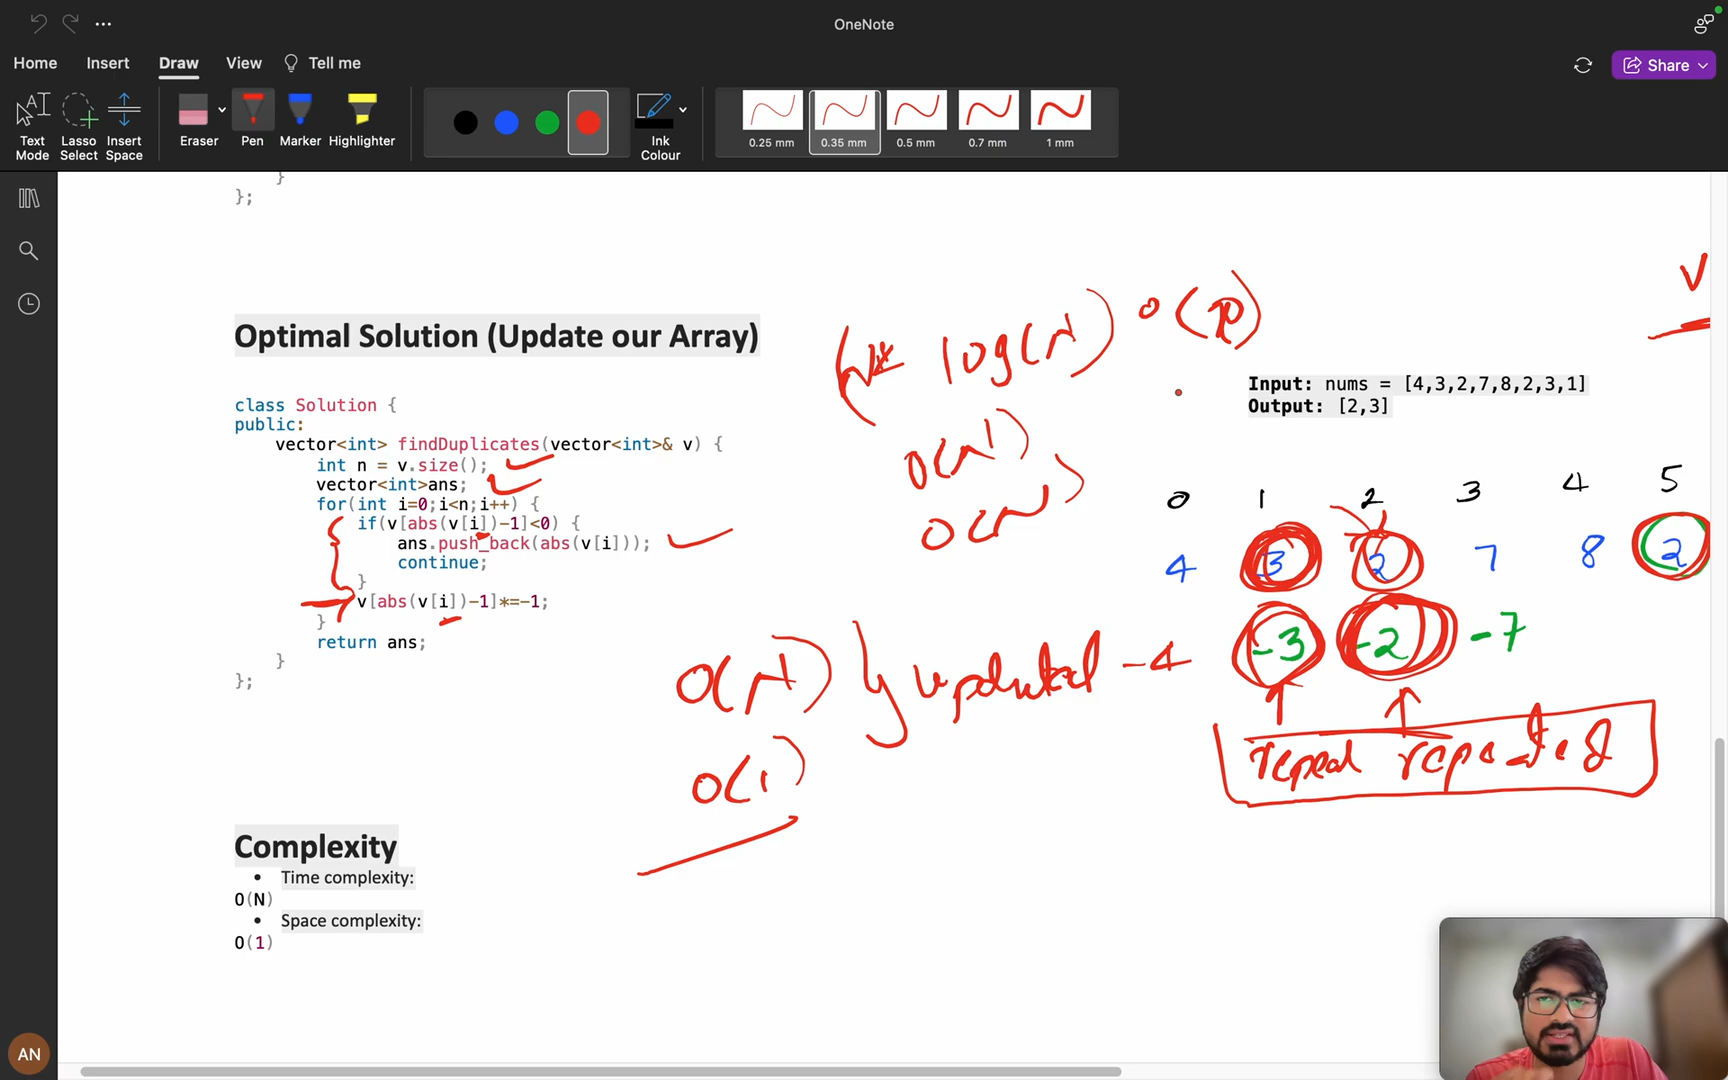 OneNote
Home Insert Draw View Tell me
Share
Text Mode
Lasso Select
Insert Space
Eraser
Pen
Marker
Highlighter
Ink Colour
0.25 mm
0.35 mm
0.5 mm
0.7 mm
1 mm
}
};
Optimal Solution (Update our Array)
class Solution {
public:
vector<int> findDuplicates(vector<int>& v) {
int n = v.size();
vector<int>ans;
for(int i=0;i<n;i++) {
if(v[abs(v[i])-1]<0) {
ans.push_back(abs(v[i]));
continue;
}
v[abs(v[i])-1]*=-1;
}
return ans;
}
};
Complexity
• Time complexity:
O(N)
• Space complexity:
O(1)
(N* log(N)
O(N)
O(N)
O(N) } updated
O(1)
V
Input: nums = [4,3,2,7,8,2,3,1]
Output: [2,3]
0 1 2 3 4 5
4 3 2 7 8 2
-4 -3 -2 -7
repeat repeated
AN